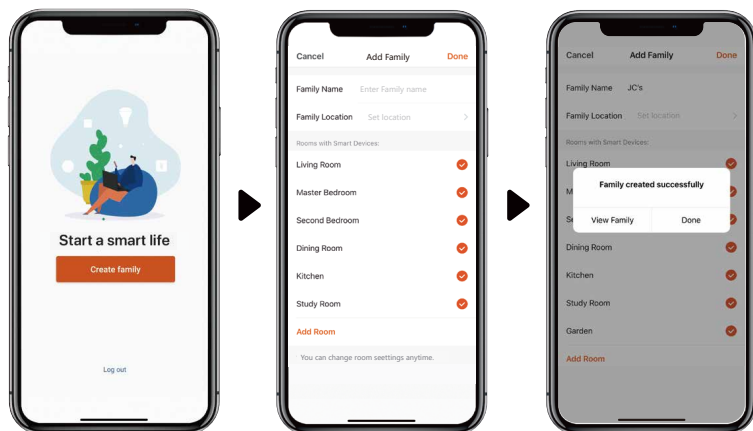 Start a smart life
Create family
Log out
Cancel Add Family Done
Family Name Enter Family name
Family Location Set location
Rooms with Smart Devices:
Living Room
Master Bedroom
Second Bedroom
Dining Room
Kitchen
Study Room
Add Room
You can change room seettings anytime.
Cancel Add Family Done
Family Name JC's
Family Location Set location
Rooms with Smart Devices:
Living Room
Family created successfully
M
Se
View Family Done
Dining Room
Kitchen
Study Room
Garden
Add Room